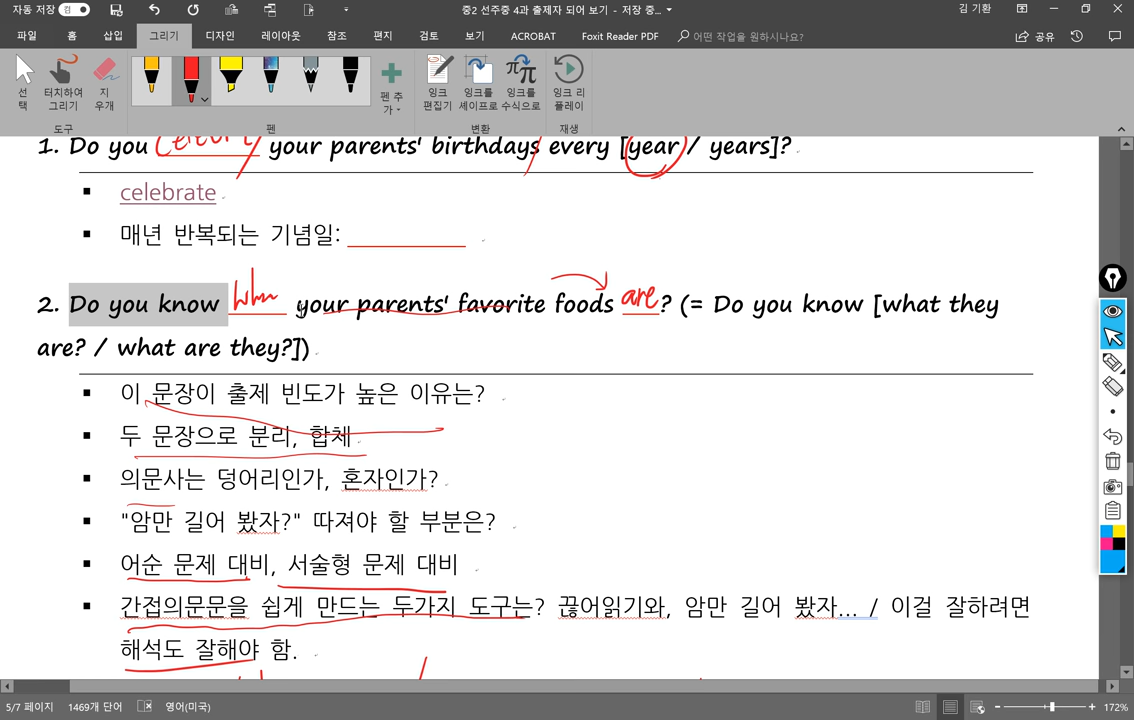 자동 저장 컴
중2 선주중 4과 출제가 되어 보기 - 저장 중...
김 기환
파일 홈 삽입 그리기 디자인 레이아웃 참조 편지 검토 보기 ACROBAT Foxit Reader PDF 어떤 작업을 원하시나요? 공유
선택 터치하여 그리기 지우개 펜 추가 잉크 편집기 잉크를 셰이프로 잉크를 수식으로 잉크 리플레이
도구 펜 변환 재생
1. Do you your parents' birthdays every [year / years]?
celebrate
매년 반복되는 기념일:
2. Do you know your parents' favorite foods are? (= Do you know [what they
are? / what are they?])
이 문장이 출제 빈도가 높은 이유는?
두 문장으로 분리, 합체
의문사는 덩어리인가, 혼자인가?
"암만 길어 봤자?" 따져야 할 부분은?
어순 문제 대비, 서술형 문제 대비
간접의문문을 쉽게 만드는 두가지 도구는? 끊어읽기와, 암만 길어 봤자... / 이걸 잘하려면
해석도 잘해야 함.
5/7 페이지 1469개 단어 영어(미국) 172%